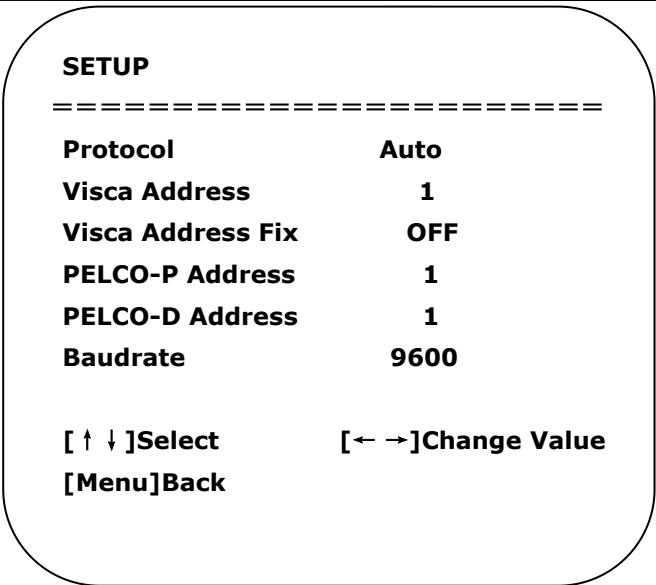 SETUP
=======================
Protocol Auto
Visca Address 1
Visca Address Fix OFF
PELCO-P Address 1
PELCO-D Address 1
Baudrate 9600
[↑↓]Select [← →]Change Value
[Menu]Back